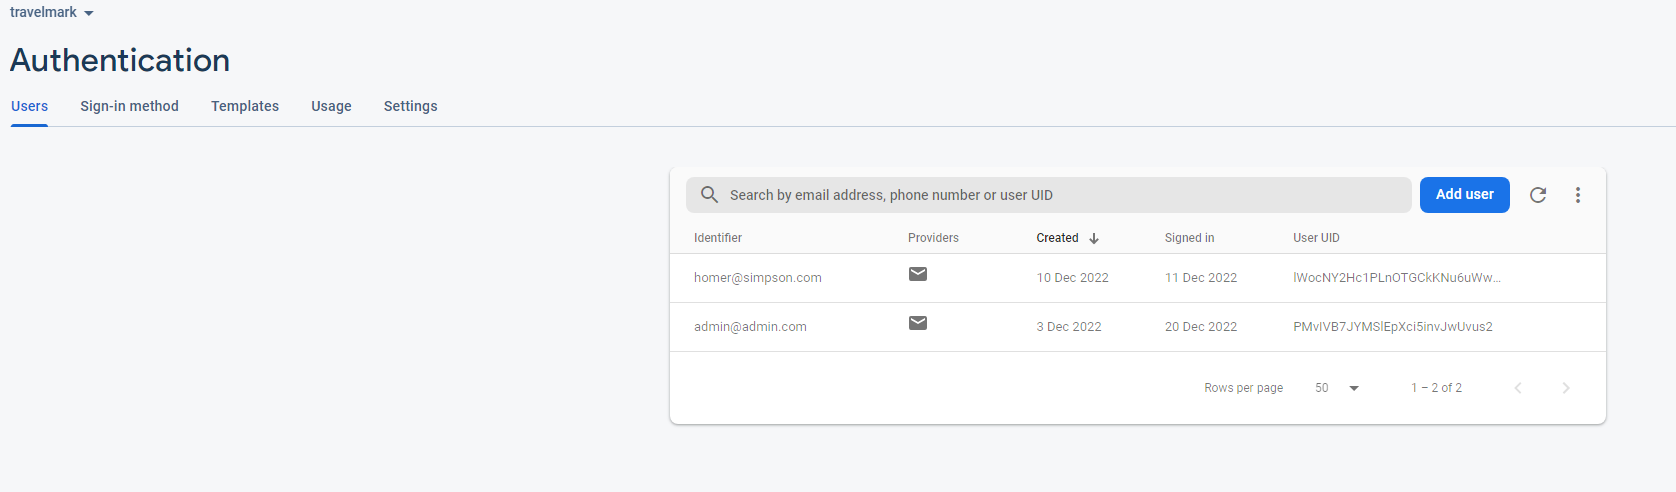 travelmark
Authentication
Users Sign-in method Templates Usage Settings
Search by email address, phone number or user UID Add user
Identifier Providers Created Signed in User UID
homer@simpson.com 10 Dec 2022 11 Dec 2022 lWocNY2Hc1PLnOTGCkKNu6uWw...
admin@admin.com 3 Dec 2022 20 Dec 2022 PMvlVB7JYMSlEpXci5invJwUvus2
Rows per page 50 1 – 2 of 2